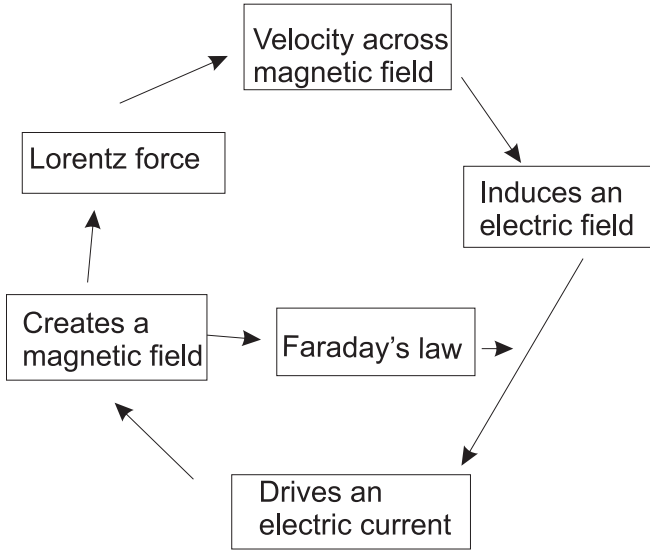 Velocity across
magnetic field
Lorentz force
Induces an
electric field
Creates a
magnetic field
Faraday's law
Drives an
electric current